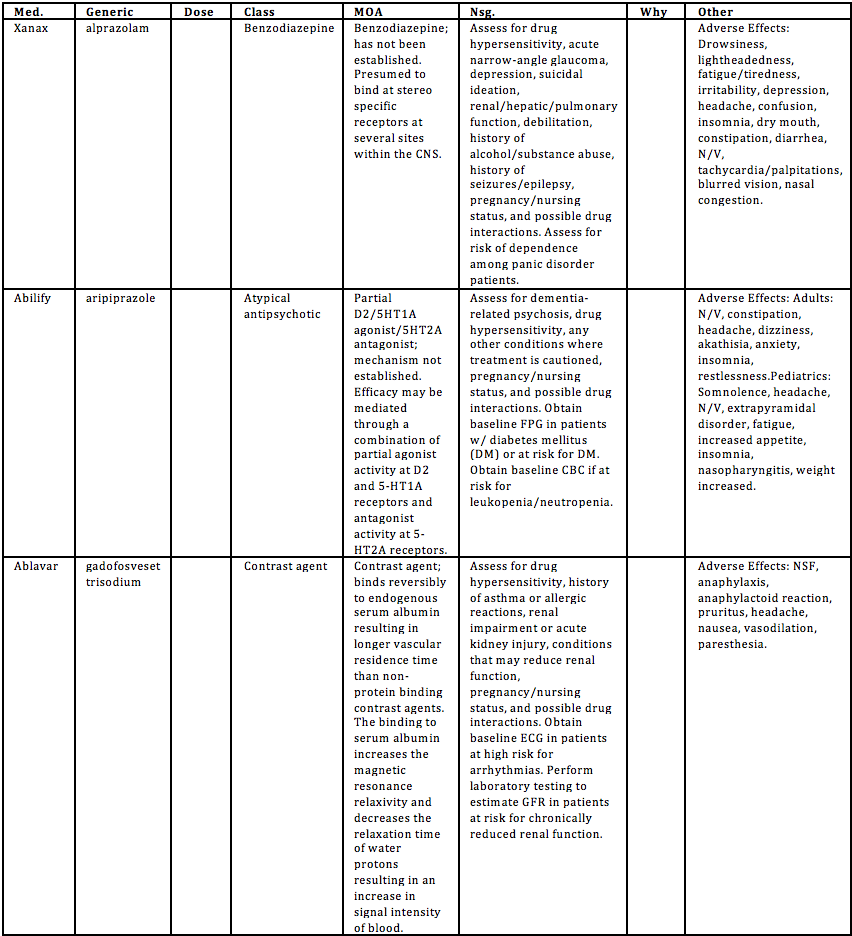 Med. Generic Dose Class MOA Nsg. Why Other
Xanax
alprazolam
Benzodiazepine
Benzodiazepine;
has not been
established.
Presumed to
bind at stereo
specific
receptors at
several sites
within the CNS.
Assess for drug
hypersensitivity, acute
narrow-angle glaucoma,
depression, suicidal
ideation,
renal/hepatic/pulmonary
function, debilitation,
history of
alcohol/substance abuse,
history of
seizures/epilepsy,
pregnancy/nursing
status, and possible drug
interactions. Assess for
risk of dependence
among panic disorder
patients.
Adverse Effects:
Drowsiness,
lightheadedness,
fatigue/tiredness,
irritability, depression,
headache, confusion,
insomnia, dry mouth,
constipation, diarrhea,
N/V,
tachycardia/palpitations,
blurred vision, nasal
congestion.
Abilify
aripiprazole
Atypical
antipsychotic
Partial
D2/5HT1A
agonist/5HT2A
antagonist;
mechanism not
established.
Efficacy may be
mediated
through a
combination of
partial agonist
activity at D2
and 5-HT1A
receptors and
antagonist
activity at 5-
HT2A receptors.
Assess for dementia-
related psychosis, drug
hypersensitivity, any
other conditions where
treatment is cautioned,
pregnancy/nursing
status, and possible drug
interactions. Obtain
baseline FPG in patients
w/ diabetes mellitus
(DM) or at risk for DM.
Obtain baseline CBC if at
risk for
leukopenia/neutropenia.
Adverse Effects: Adults:
N/V, constipation,
headache, dizziness,
akathisia, anxiety,
insomnia,
restlessness.Pediatrics:
Somnolence, headache,
N/V, extrapyramidal
disorder, fatigue,
increased appetite,
insomnia,
nasopharyngitis, weight
increased.
Ablavar
gadofosveset
trisodium
Contrast agent
Contrast agent;
binds reversibly
to endogenous
serum albumin
resulting in
longer vascular
residence time
than non-
protein binding
contrast agents.
The binding to
serum albumin
increases the
magnetic
resonance
relaxivity and
decreases the
relaxation time
of water
protons
resulting in an
increase in
signal intensity
of blood.
Assess for drug
hypersensitivity, history
of asthma or allergic
reactions, renal
impairment or acute
kidney injury, conditions
that may reduce renal
function,
pregnancy/nursing
status, and possible drug
interactions. Obtain
baseline ECG in patients
at high risk for
arrhythmias. Perform
laboratory testing to
estimate GFR in patients
at risk for chronically
reduced renal function.
Adverse Effects: NSF,
anaphylaxis,
anaphylactoid reaction,
pruritus, headache,
nausea, vasodilation,
paresthesia.